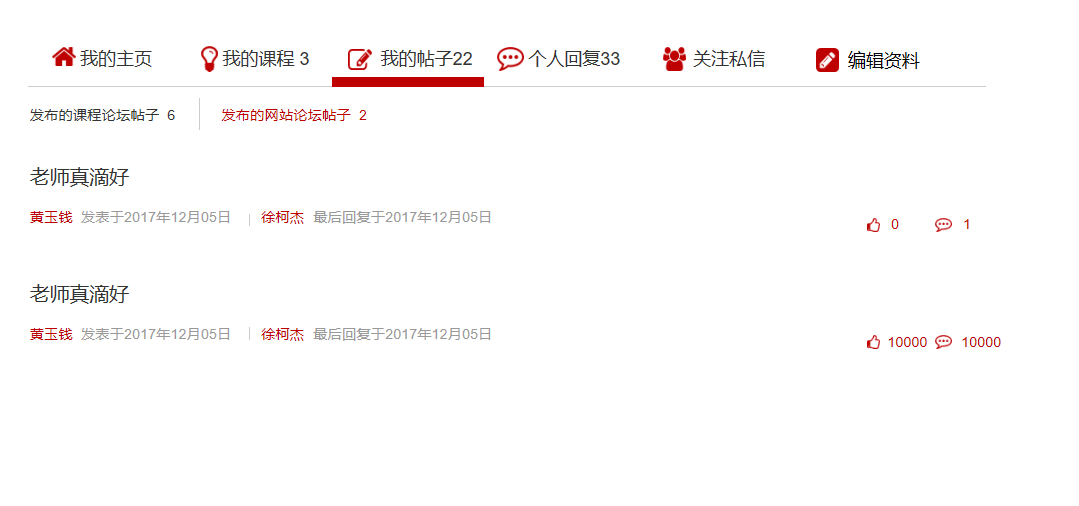 我的主页 我的课程 3 我的帖子22 个人回复33 关注私信 编辑资料
发布的课程论坛帖子 6 发布的网站论坛帖子 2
老师真滴好
黄玉钱 发表于2017年12月05日 徐柯杰 最后回复于2017年12月05日 0 1
老师真滴好
黄玉钱 发表于2017年12月05日 徐柯杰 最后回复于2017年12月05日 10000 10000